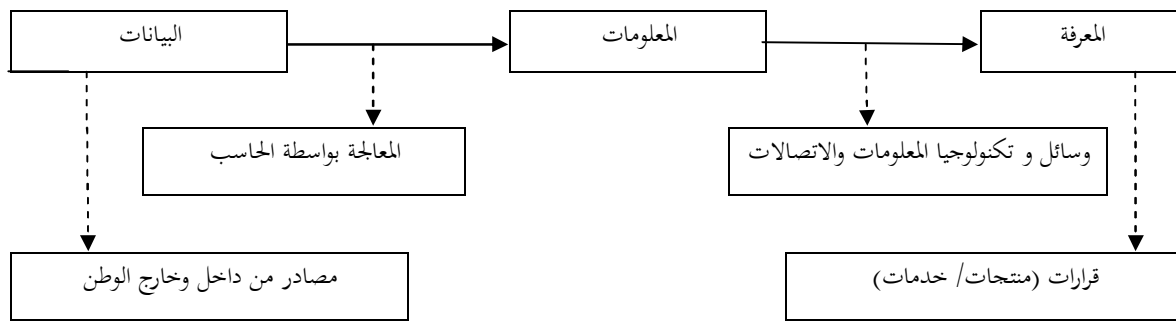 البيانات
المعلومات
المعرفة
المعالجة بواسطة الحاسب
وسائل و تكنولوجيا المعلومات والاتصالات
مصادر من داخل وخارج الوطن
قرارات (منتجات/ خدمات)